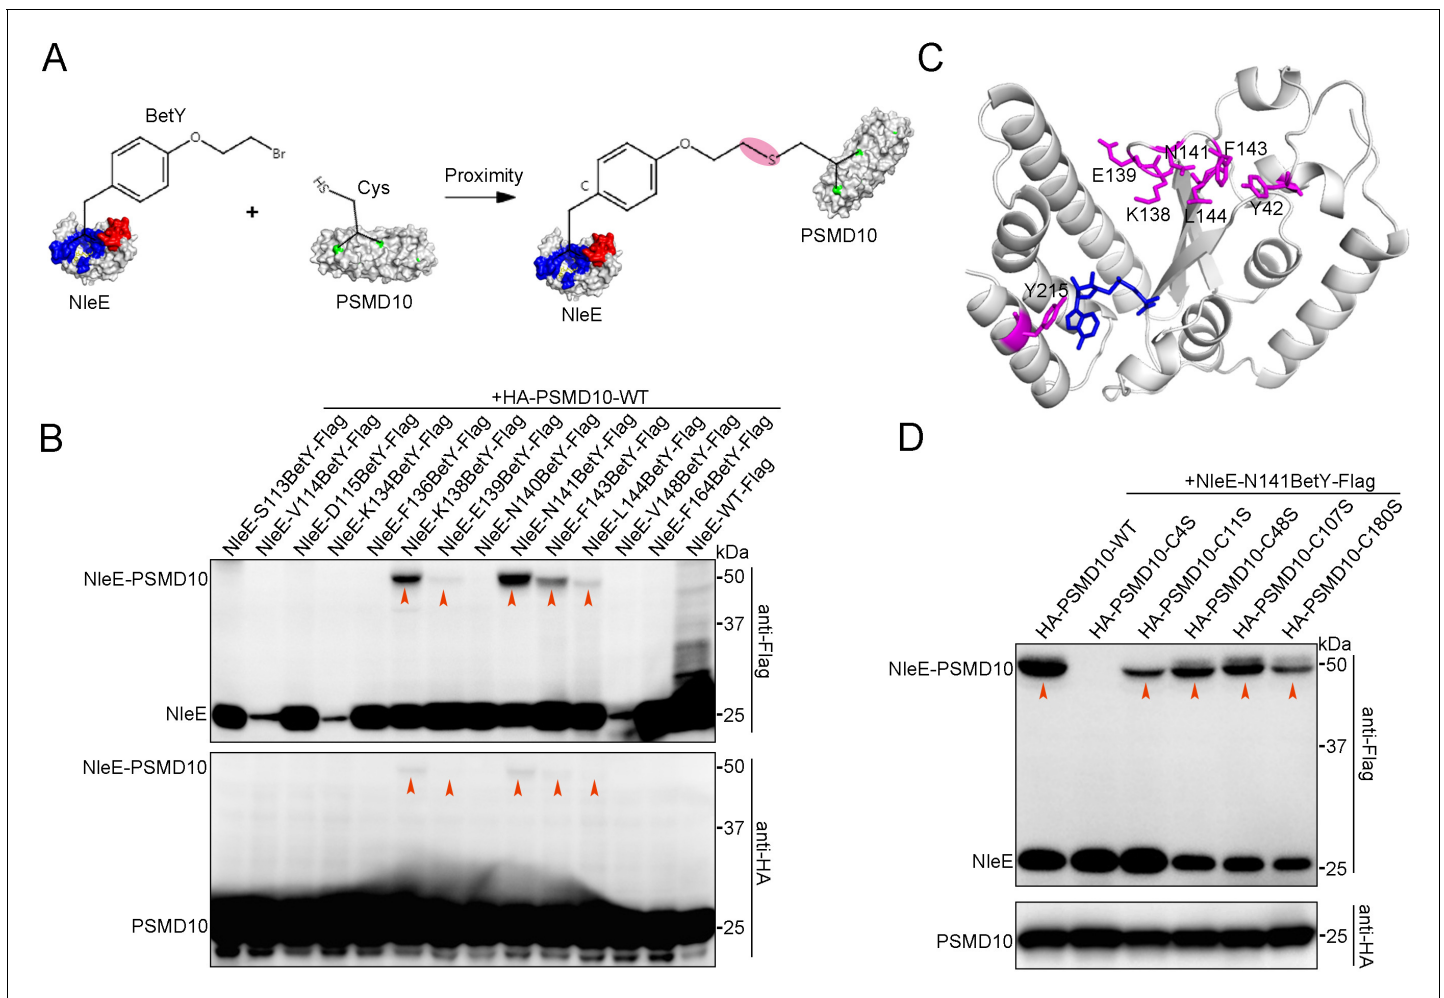 A
BetY
O
Br
HS
Cys
+
Proximity
NleE
PSMD10
C
O
S
NleE
PSMD10
C
E139
N141
F143
K138
L144
Y42
Y215
B
+HA-PSMD10-WT
NleE-S113BetY-Flag
NleE-V114BetY-Flag
NleE-D115BetY-Flag
NleE-K134BetY-Flag
NleE-F136BetY-Flag
NleE-K138BetY-Flag
NleE-E139BetY-Flag
NleE-N140BetY-Flag
NleE-N141BetY-Flag
NleE-F143BetY-Flag
NleE-L144BetY-Flag
NleE-V148BetY-Flag
NleE-F164BetY-Flag
NleE-WT-Flag
kDa
NleE-PSMD10
-50
-37
NleE
-25
anti-Flag
NleE-PSMD10
-50
-37
PSMD10
-25
anti-HA
D
+NleE-N141BetY-Flag
HA-PSMD10-WT
HA-PSMD10-C4S
HA-PSMD10-C11S
HA-PSMD10-C48S
HA-PSMD10-C107S
HA-PSMD10-C180S
kDa
NleE-PSMD10
-50
-37
NleE
-25
anti-Flag
PSMD10
-25
anti-HA